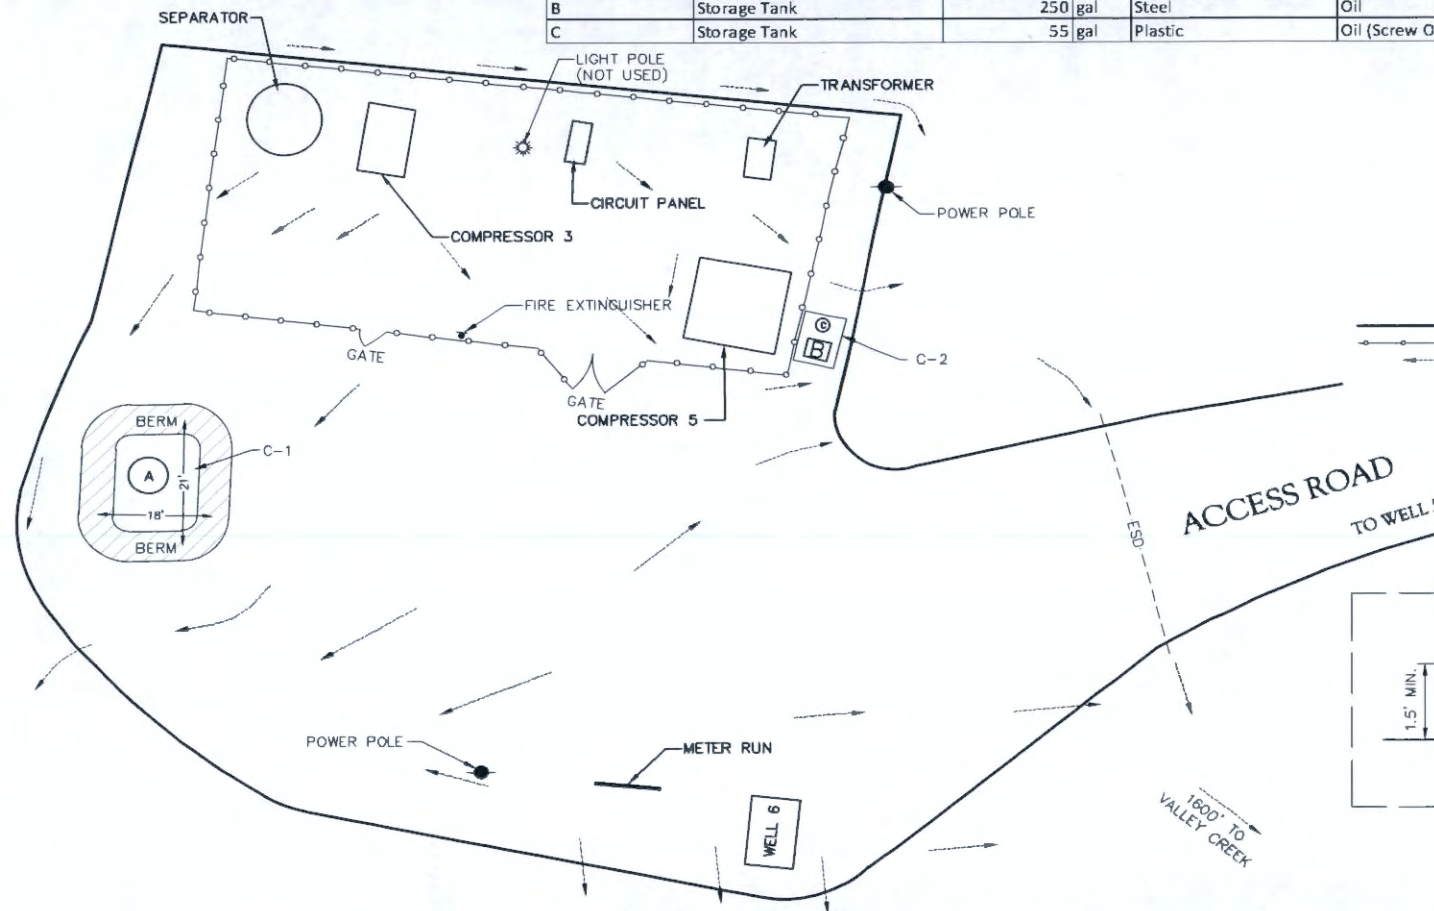 B Storage Tank 250 gal Steel Oil
C Storage Tank 55 gal Plastic Oil (Screw O
SEPARATOR
LIGHT POLE
(NOT USED)
TRANSFORMER
CIRCUIT PANEL
POWER POLE
COMPRESSOR 3
FIRE EXTINGUISHER
C
B
GATE
C-2
GATE
COMPRESSOR 5
BERM
C-1
A
21'
18'
BERM
ACCESS ROAD
TO WELL
ESD
1.5' MIN.
POWER POLE
METER RUN
WELL 6
1600' TO
VALLEY CREEK